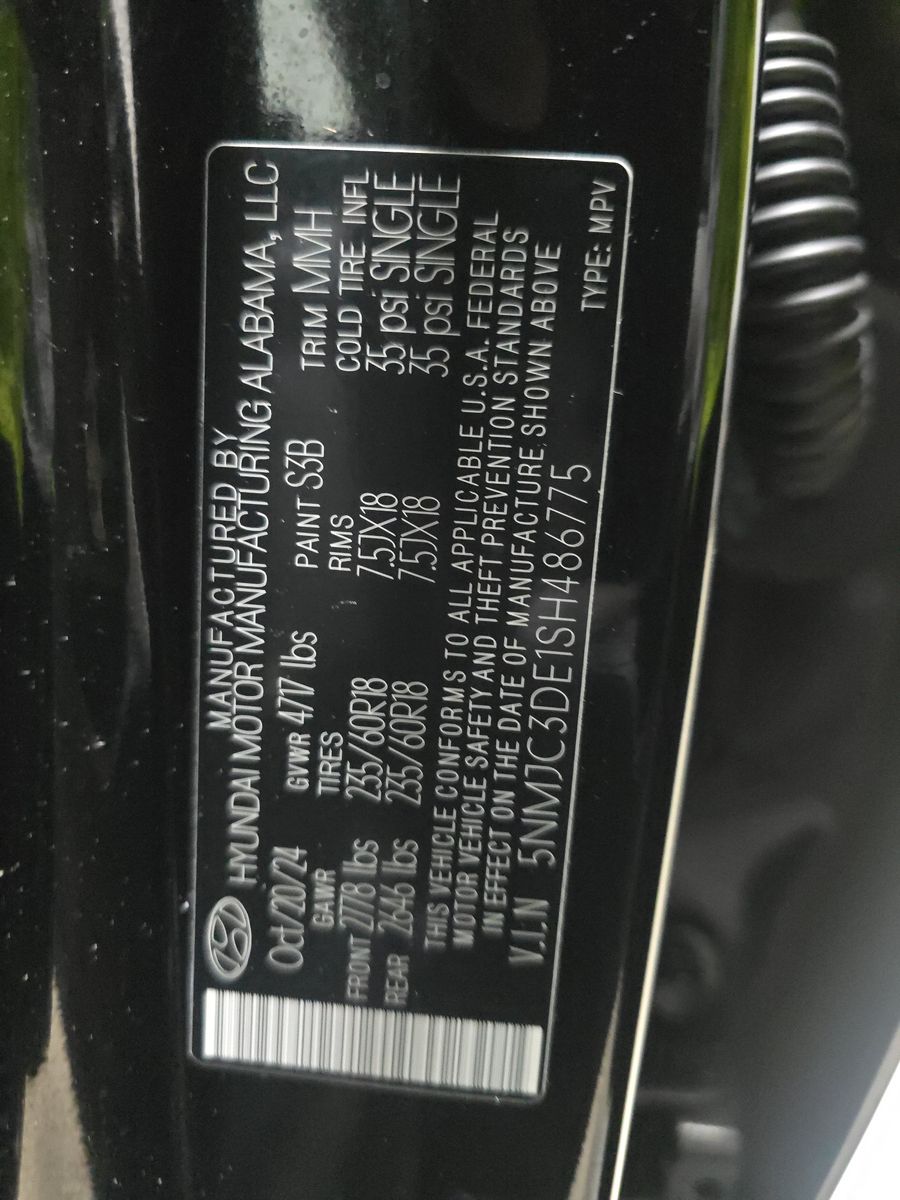 MANUFACTURED BY
HYUNDAI MOTOR MANUFACTURING ALABAMA, LLC
Oct/20/24 GVWR 4717 lbs PAINT S3B TRIM MMH
GAWR TIRES RIMS COLD TIRE INFL
FRONT 2778 lbs 235/60R18 7.5JX18 35 psi SINGLE
REAR 2646 lbs 235/60R18 7.5JX18 35 psi SINGLE
THIS VEHICLE CONFORMS TO ALL APPLICABLE U.S.A. FEDERAL
MOTOR VEHICLE SAFETY AND THEFT PREVENTION STANDARDS
IN EFFECT ON THE DATE OF MANUFACTURE SHOWN ABOVE
V.I.N 5NMJC3DE1SH486775 TYPE: MPV